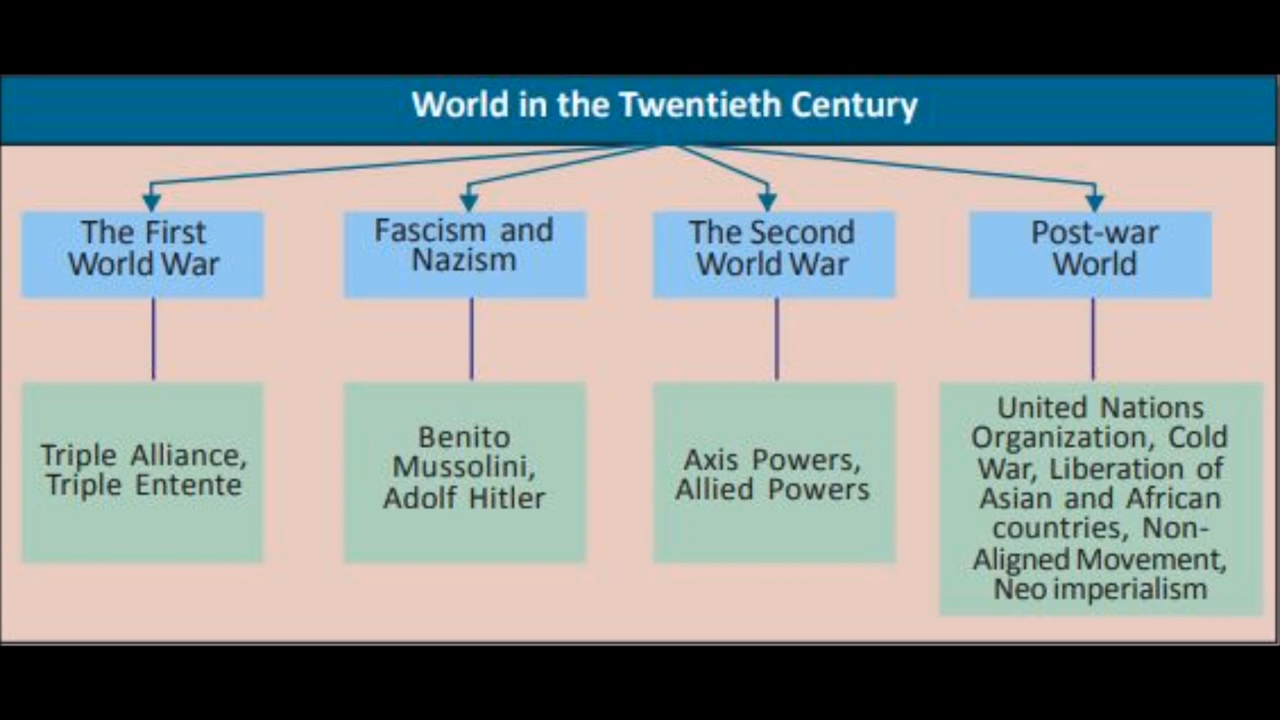 World in the Twentieth Century
The First
World War
Fascism and
Nazism
The Second
World War
Post-war
World
Triple Alliance,
Triple Entente
Benito
Mussolini,
Adolf Hitler
Axis Powers,
Allied Powers
United Nations
Organization, Cold
War, Liberation of
Asian and African
countries, Non-
Aligned Movement,
Neo imperialism